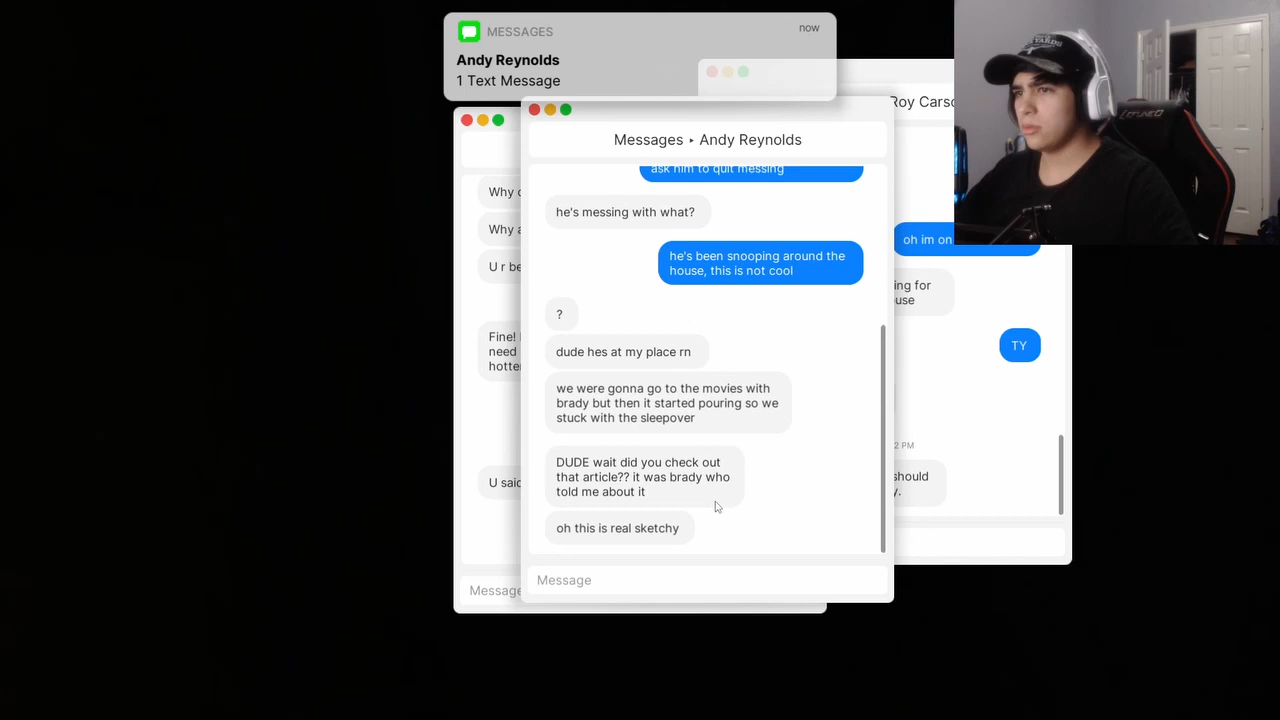 MESSAGES
now
Andy Reynolds
1 Text Message
Roy
Messages ▸ Andy Reynolds
ask him to quit messing
he's messing with what?
he's been snooping around the
house, this is not cool
?
dude hes at my place rn
we were gonna go to the movies with
brady but then it started pouring so we
stuck with the sleepover
DUDE wait did you check out
that article?? it was brady who
told me about it
oh this is real sketchy
Message
Why
Why
U r
Fine!
need
hotte
U said
Message
oh im on
ing for
use
TY
2 PM
should
y.